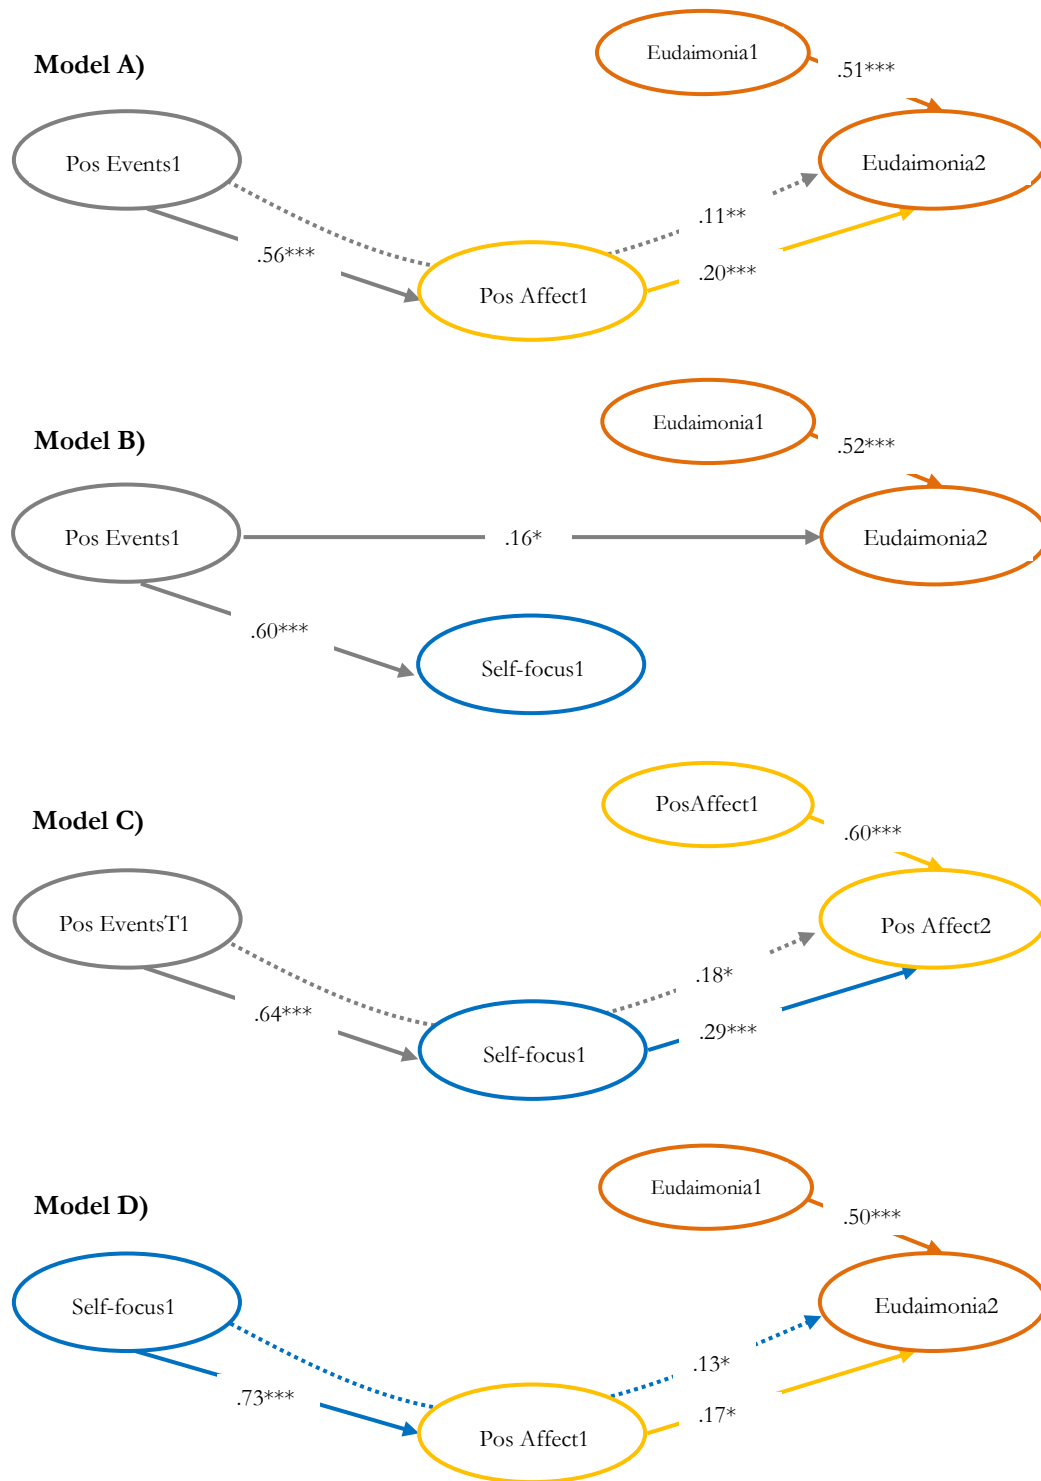 Model A)
Eudaimonia1
.51***
Pos Events1
Eudaimonia2
.11**
.56***
.20***
Pos Affect1
Model B)
Eudaimonia1
.52***
Pos Events1
.16*
Eudaimonia2
.60***
Self-focus1
Model C)
PosAffect1
.60***
Pos EventsT1
Pos Affect2
.18*
.64***
.29***
Self-focus1
Model D)
Eudaimonia1
.50***
Self-focus1
Eudaimonia2
.13*
.73***
.17*
Pos Affect1